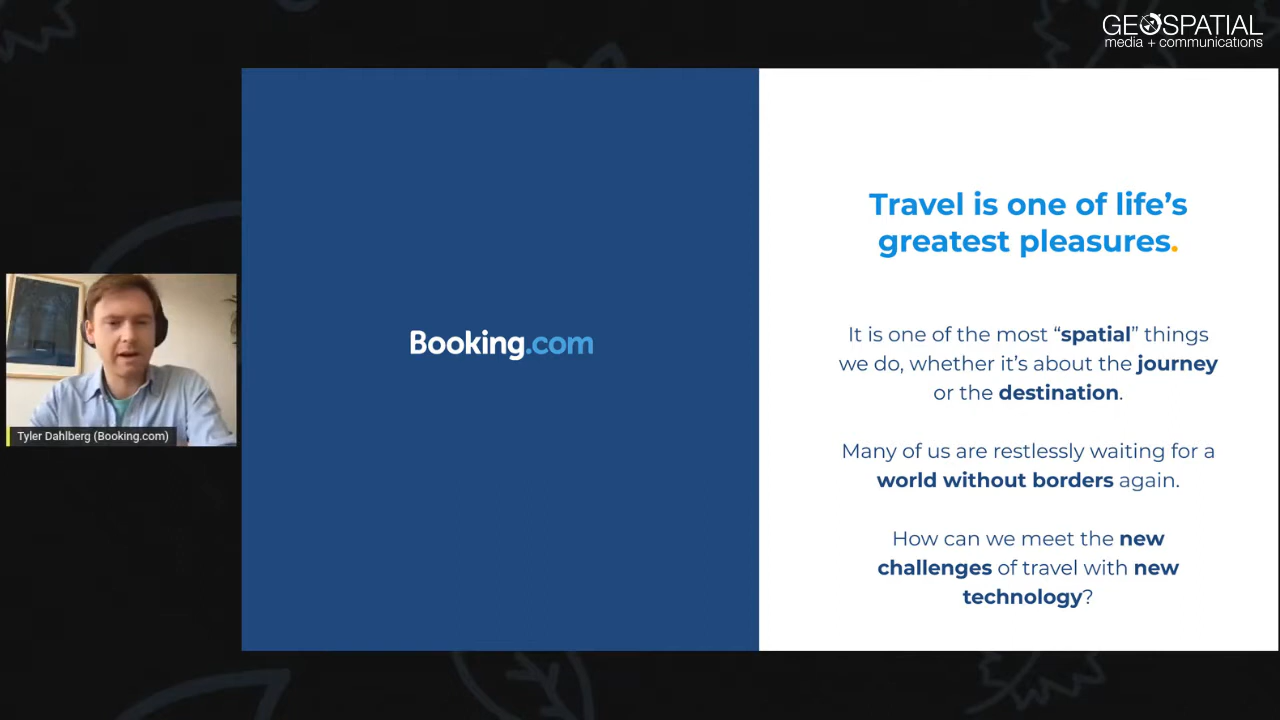 GEOSPATIAL
media + communications
Travel is one of life’s
greatest pleasures.
It is one of the most “spatial” things
we do, whether it’s about the journey
or the destination.
Booking.com
Many of us are restlessly waiting for a
world without borders again.
How can we meet the new
challenges of travel with new
technology?
Tyler Dahlberg (Booking.com)